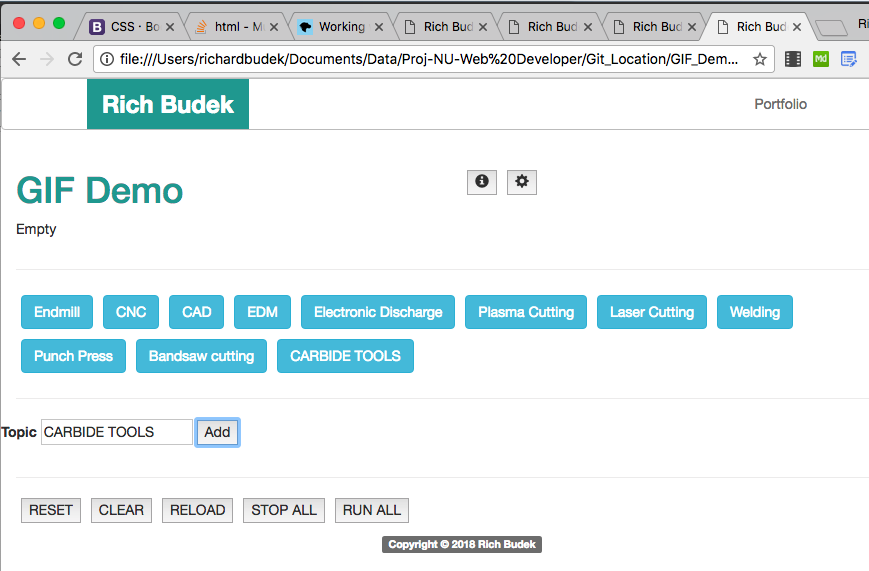 CSS · Bo
html - M
Working
Rich Bud
Rich Bud
Rich Bud
Rich Bud
Ri
file:///Users/richardbudek/Documents/Data/Proj-NU-Web%20Developer/Git_Location/GIF_Dem...
Md
Rich Budek
Portfolio
GIF Demo
Empty
Endmill CNC CAD EDM Electronic Discharge Plasma Cutting Laser Cutting Welding
Punch Press Bandsaw cutting CARBIDE TOOLS
Topic CARBIDE TOOLS Add
RESET CLEAR RELOAD STOP ALL RUN ALL
Copyright © 2018 Rich Budek